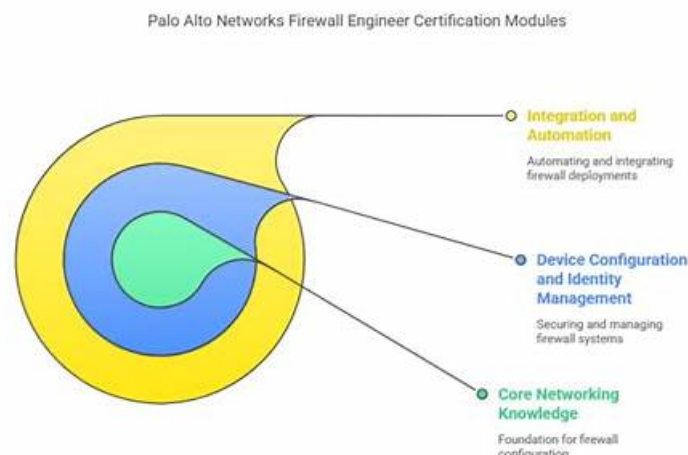 Palo Alto Networks Firewall Engineer Certification Modules
Integration and
Automation
Automating and integrating
firewall deployments
Device Configuration
and Identity
Management
Securing and managing
firewall systems
Core Networking
Knowledge
Foundation for firewall
configuration